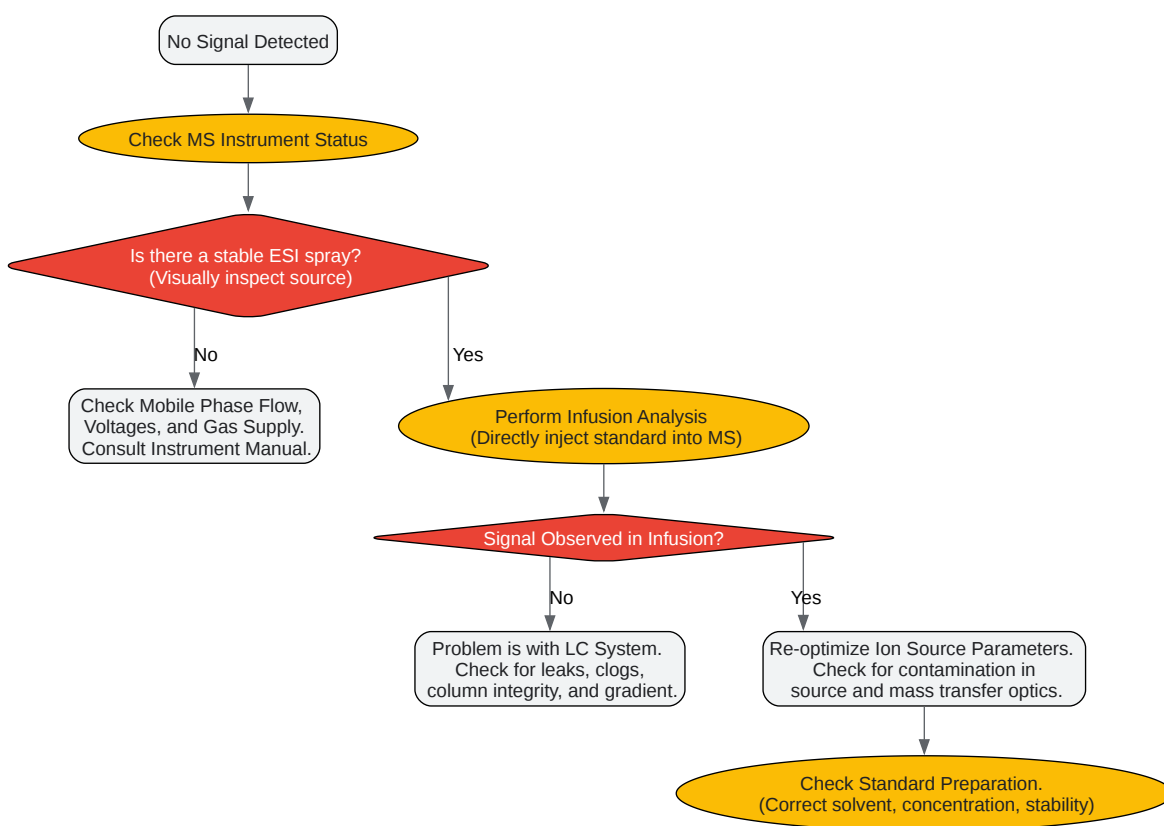 No Signal Detected
Check MS Instrument Status
Is there a stable ESI spray?
(Visually inspect source)
No
Yes
Check Mobile Phase Flow,
Voltages, and Gas Supply.
Consult Instrument Manual.
Perform Infusion Analysis
(Directly inject standard into MS)
Signal Observed in Infusion?
No
Yes
Problem is with LC System.
Check for leaks, clogs,
column integrity, and gradient.
Re-optimize Ion Source Parameters.
Check for contamination in
source and mass transfer optics.
Check Standard Preparation.
(Correct solvent, concentration, stability)